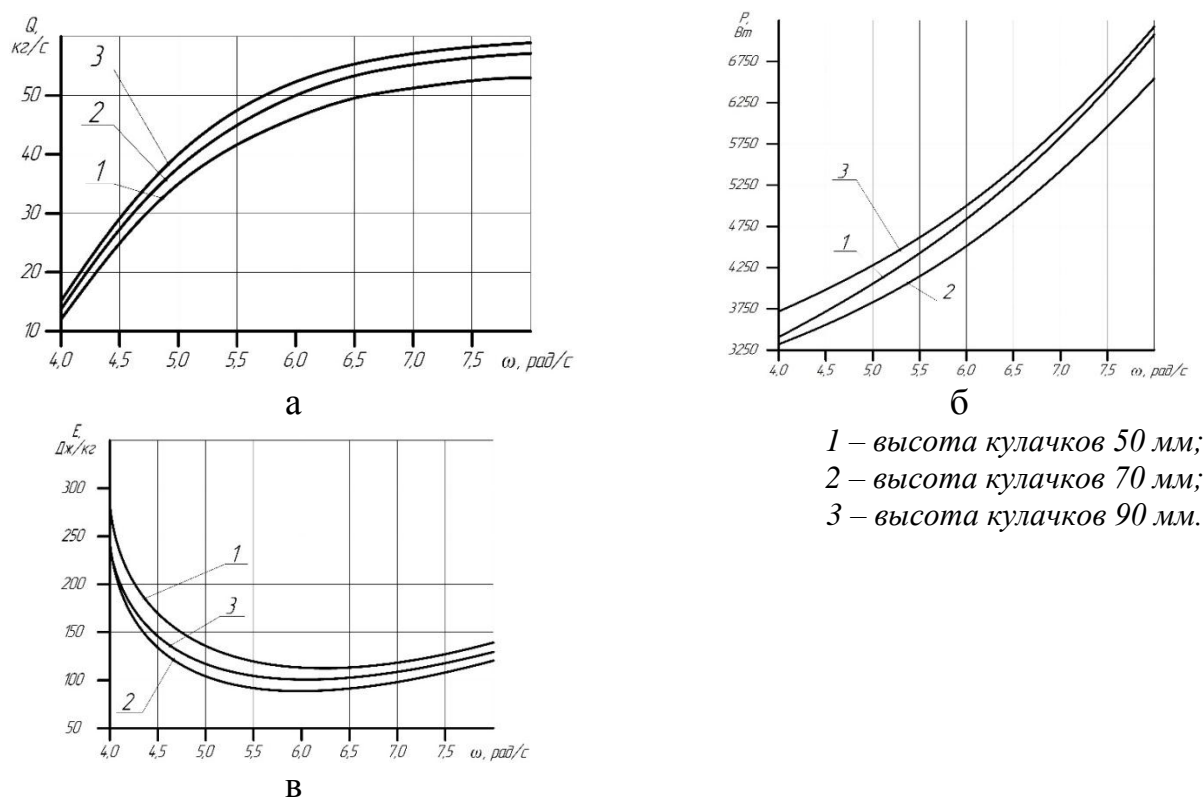 Q,
кг/с
50
40
30
20
10
3
2
1
4,0 4,5 5,0 5,5 6,0 6,5 7,0 7,5 ω, рад/с
а
P,
Вт
6750
6250
5750
5250
4750
4250
3750
3250
3
1
2
4,0 4,5 5,0 5,5 6,0 6,5 7,0 7,5 ω, рад/с
б
E,
Дж/кг
300
250
200
150
100
50
1
3
2
4,0 4,5 5,0 5,5 6,0 6,5 7,0 7,5 ω, рад/с
в
1 – высота кулачков 50 мм;
2 – высота кулачков 70 мм;
3 – высота кулачков 90 мм.